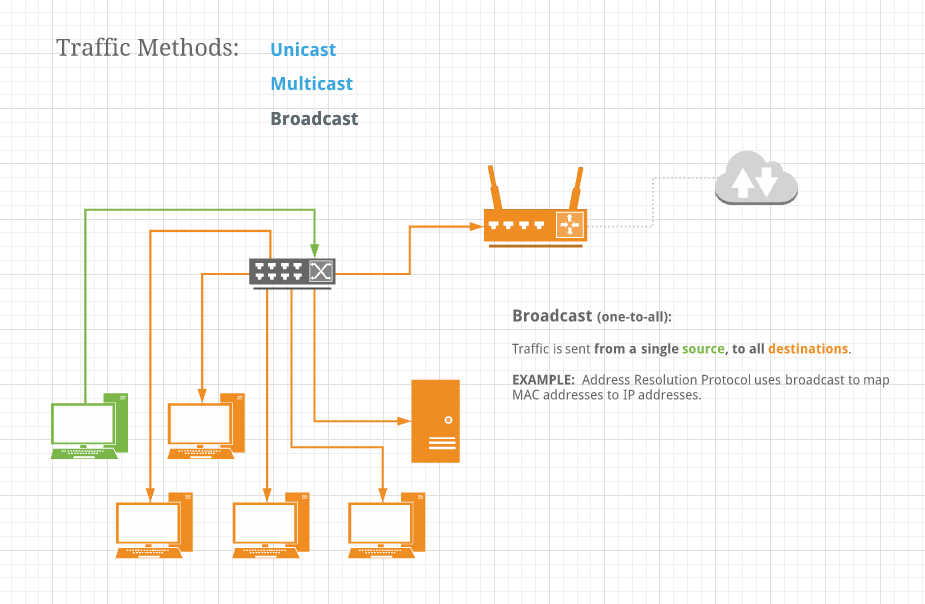 Traffic Methods:
Unicast
Multicast
Broadcast
Broadcast (one-to-all):
Traffic is sent from a single source, to all destinations.
EXAMPLE: Address Resolution Protocol uses broadcast to map
MAC addresses to IP addresses.